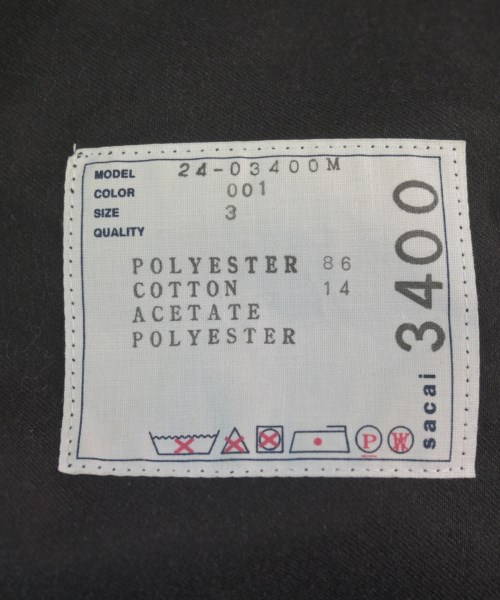 MODEL 24-03400M
COLOR 001
SIZE 3
QUALITY
POLYESTER 86
COTTON 14
ACETATE
POLYESTER
P
W
sacai 3400